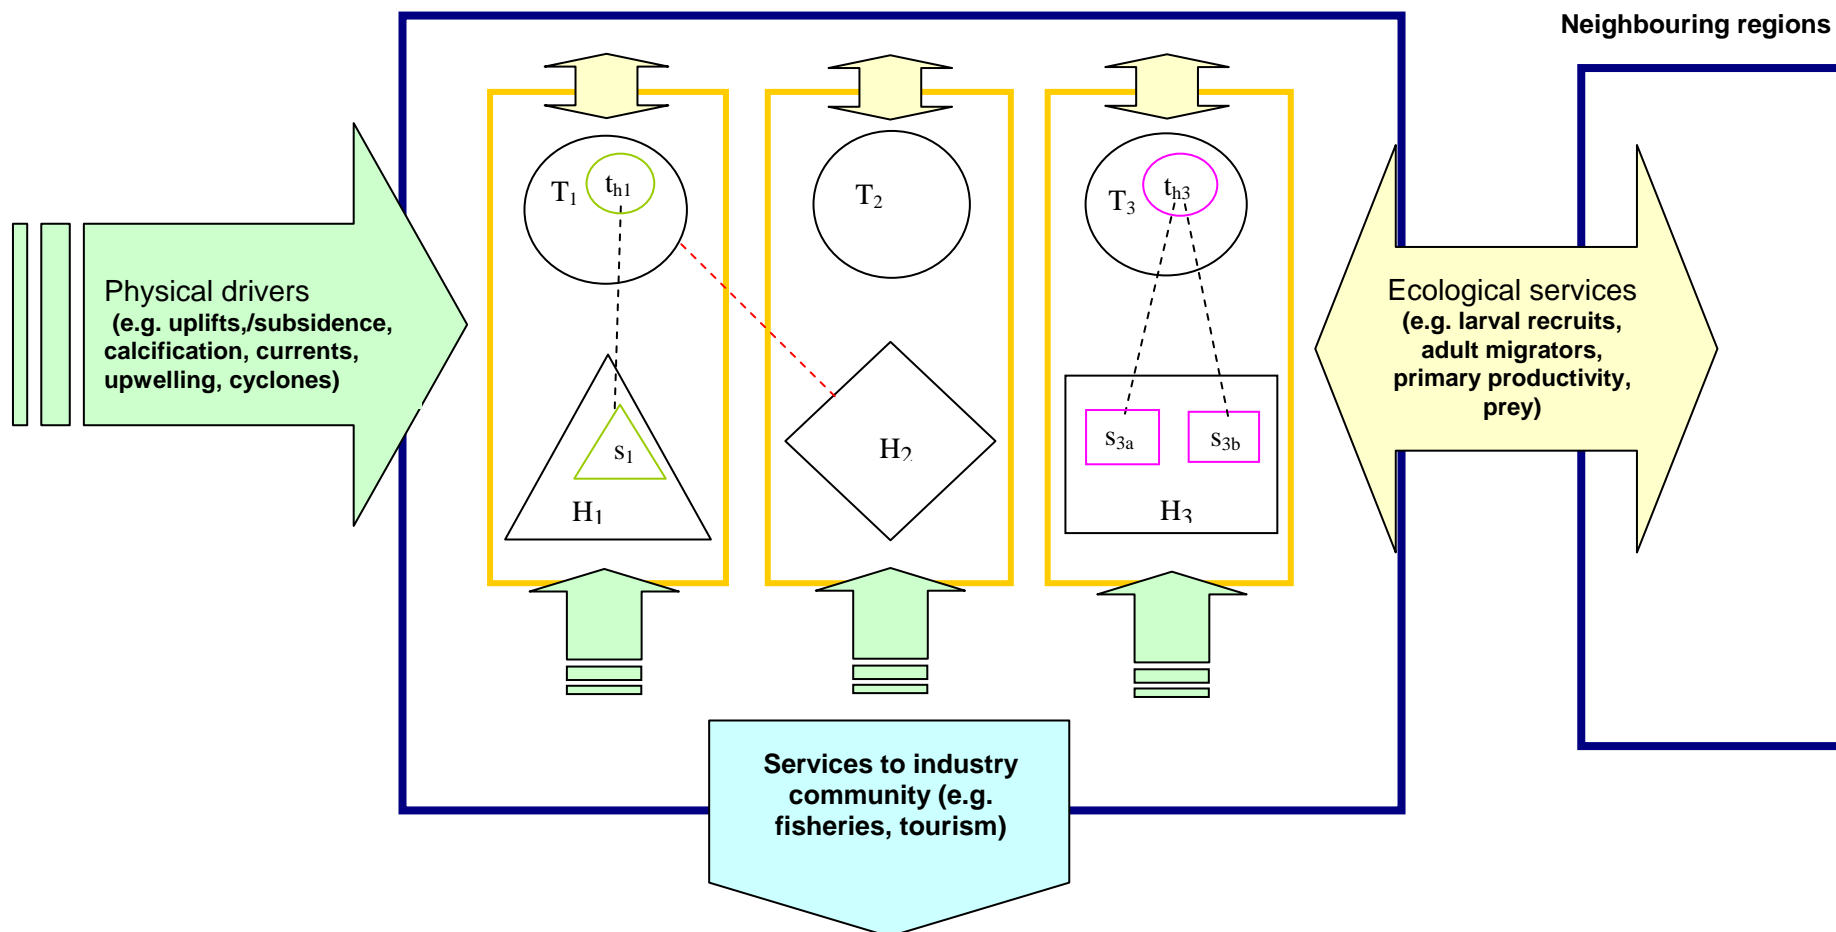 Neighbouring regions
T1
th1
T2
T3
th3
Physical drivers
(e.g. uplifts,/subsidence,
calcification, currents,
upwelling, cyclones)
Ecological services
(e.g. larval recruits,
adult migrators,
primary productivity,
prey)
s1
H1
H2
s3a
s3b
H3
Services to industry
community (e.g.
fisheries, tourism)